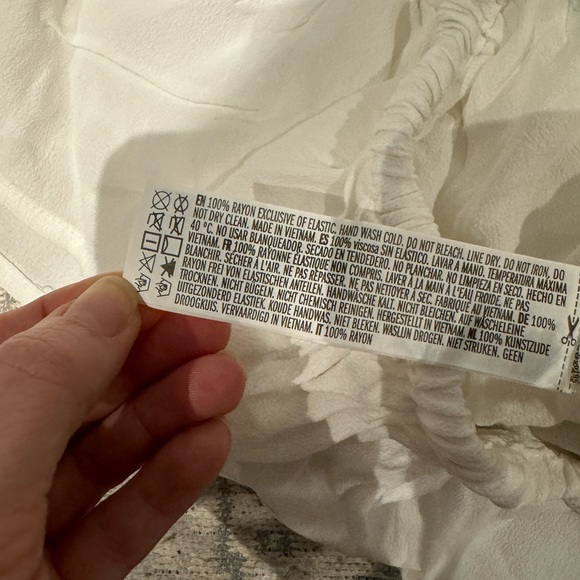 EN 100% RAYON EXCLUSIVE OF ELASTIC, HAND WASH COLD. DO NOT BLEACH. LINE DRY. DO NOT IRON, DO
NOT DRY CLEAN. MADE IN VIETNAM. ES 100% viscosa SIN ELASTICO. LAVAR A MANO. TEMPERATURA MÁXIMA
40 °C. NO USAR BLANQUEADOR. SECADO EN TENDEDERO. NO PLANCHAR. NO LIMPIEZA EN SECO. HECHO EN
VIETNAM. FR 100% RAYONNE ÉLASTIQUE NON COMPRIS. LAVER À LA MAIN À L'EAU FROIDE. NE PAS
BLANCHIR. SÉCHER À L'AIR. NE PAS REPASSER. NE PAS NETTOYER À SEC. FABRIQUÉ AU VIETNAM. DE 100%
RAYON FREI VON ELASTISCHEN ANTEILEN. HANDWÄSCHE KALT. NICHT BLEICHEN. AUF WÄSCHELEINE
TROCKNEN. NICHT BÜGELN. NICHT CHEMISCH REINIGEN. HERGESTELLT IN VIETNAM. NL 100% KUNSTZIJDE
UITGEZONDERD ELASTIEK. KOUDE HANDWAS. NIET BLEKEN. WASLIJN DROGEN. NIET STRIJKEN. GEEN
DROOGKUIS. VERVAARDIGD IN VIETNAM. IT 100% RAYON